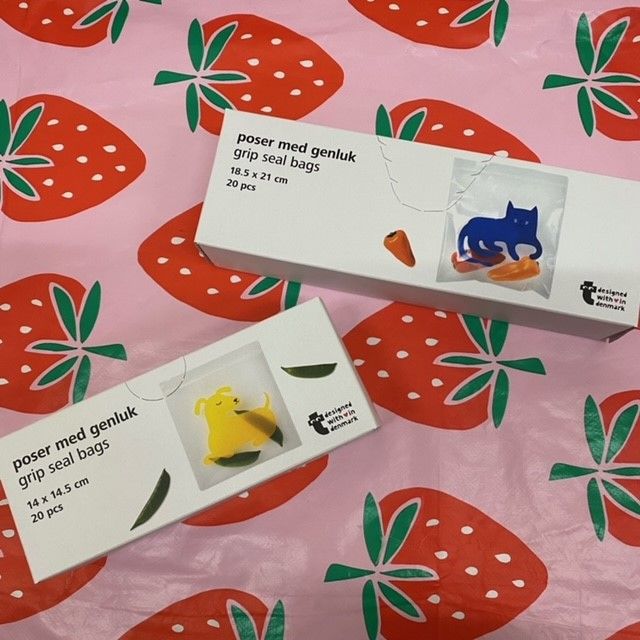 poser med genluk
grip seal bags
18.5 x 21 cm
20 pcs
designed
with♥in
denmark
poser med genluk
grip seal bags
14 x 14.5 cm
20 pcs
designed
with♥in
denmark